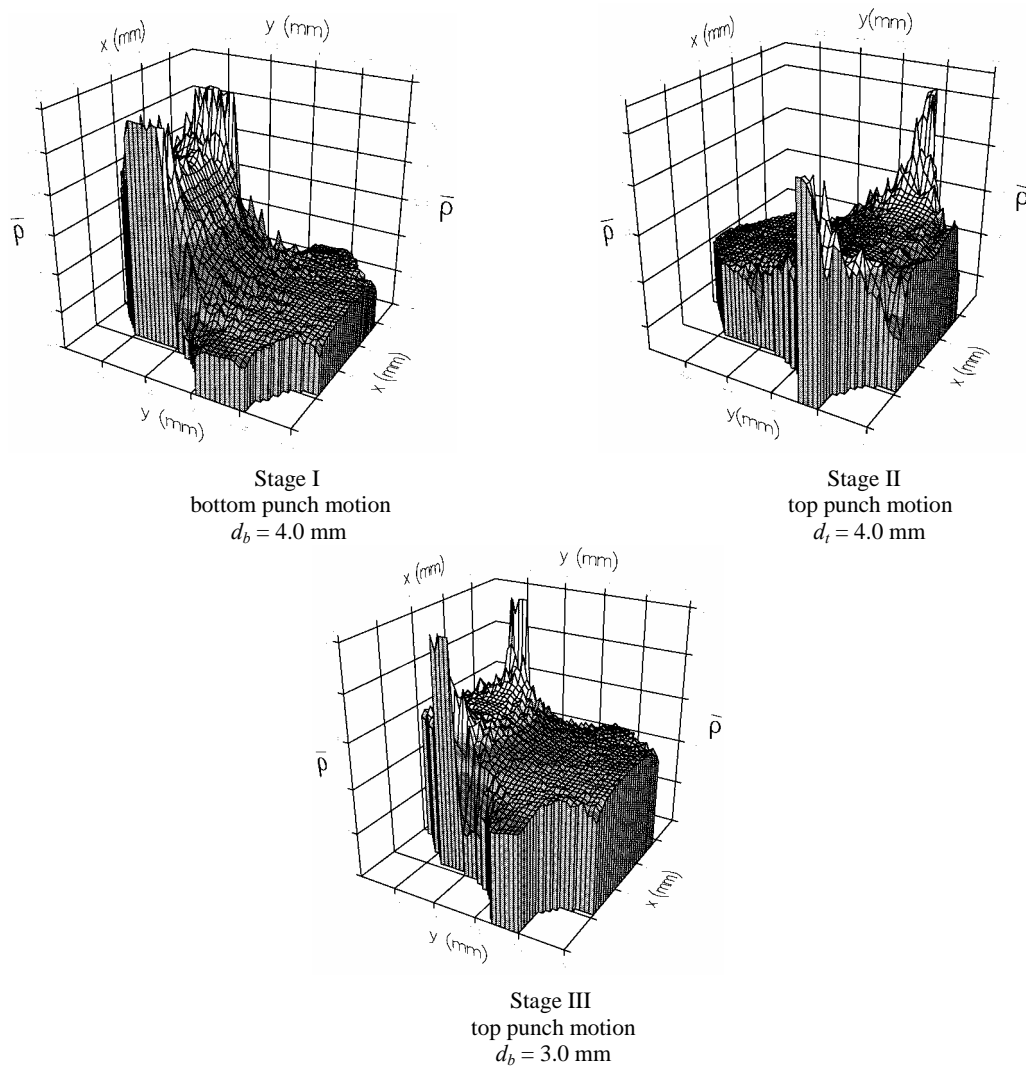 x (mm)
y (mm)
ρ̅
ρ̅
x (mm)
y (mm)
Stage I
bottom punch motion
d_b = 4.0 mm
x (mm)
y(mm)
ρ̅
ρ̅
x (mm)
y(mm)
Stage II
top punch motion
d_t = 4.0 mm
x (mm)
y (mm)
ρ̅
ρ̅
x (mm)
y (mm)
Stage III
top punch motion
d_b = 3.0 mm